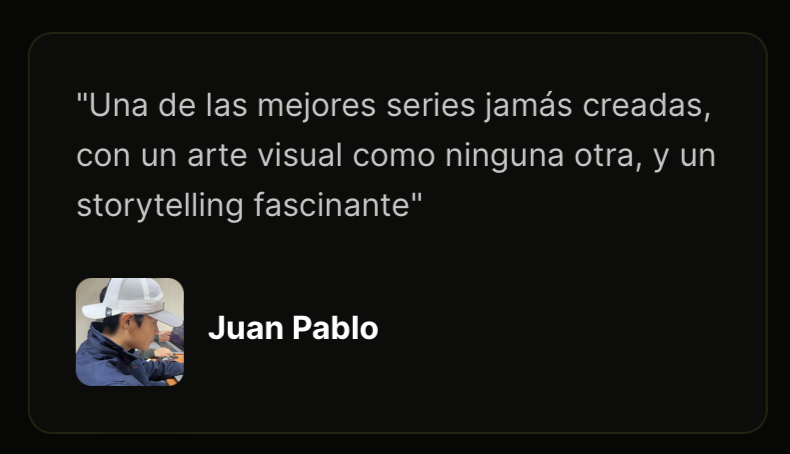 "Una de las mejores series jamás creadas,
con un arte visual como ninguna otra, y un
storytelling fascinante"
Juan Pablo